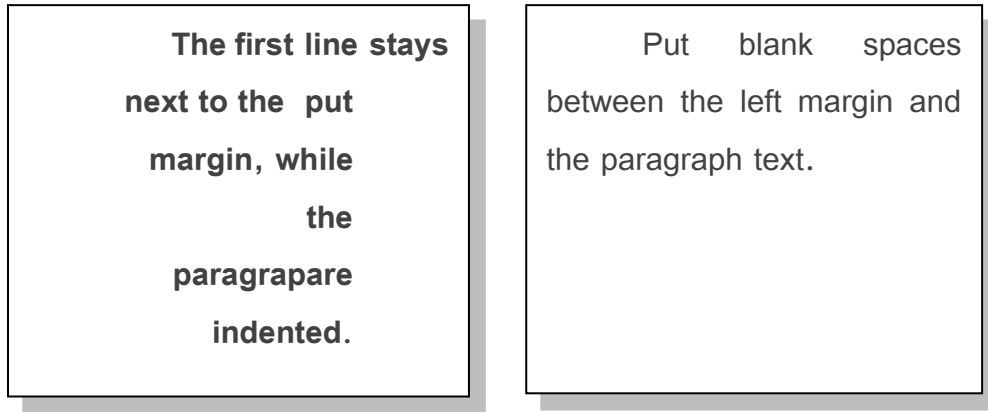 The first line stays
next to the  put
margin, while
the
paragrapare
indented.
Put blank spaces
between the left margin and
the paragraph text.